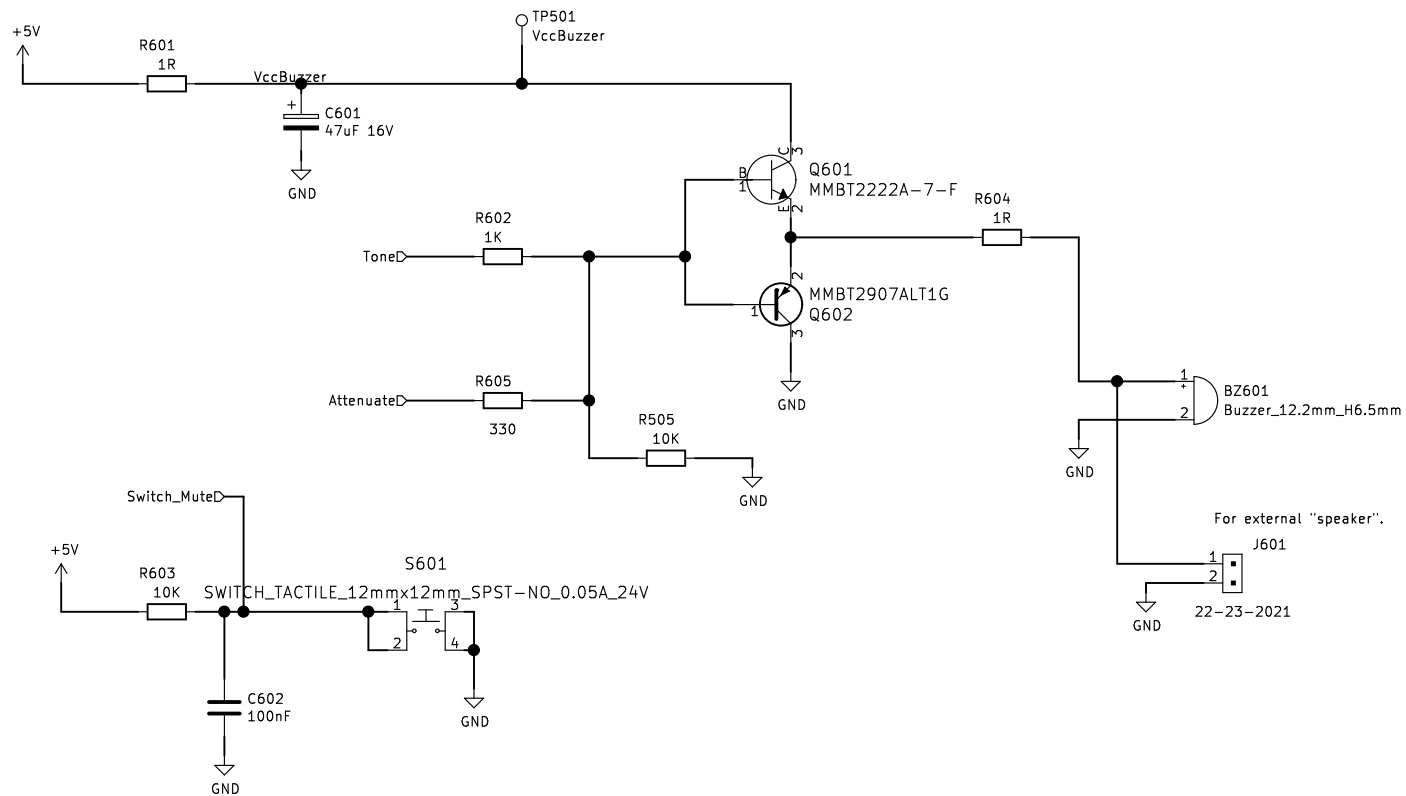 TP501
VccBuzzer
+5V
R601
1R
VccBuzzer
+
C601
47uF 16V
GND
C
3
B
1
Q601
MMBT2222A-7-F
E
2
R604
1R
R602
1K
Tone
2
MMBT2907ALT1G
1
Q602
3
GND
R605
Attenuate
330
R505
10K
GND
1
+
BZ601
Buzzer_12.2mm_H6.5mm
2
GND
Switch_Mute
For external "speaker".
J601
1
2
22-23-2021
GND
+5V
R603
10K
S601
SWITCH_TACTILE_12mmx12mm_SPST-NO_0.05A_24V
1
3
2
4
GND
C602
100nF
GND